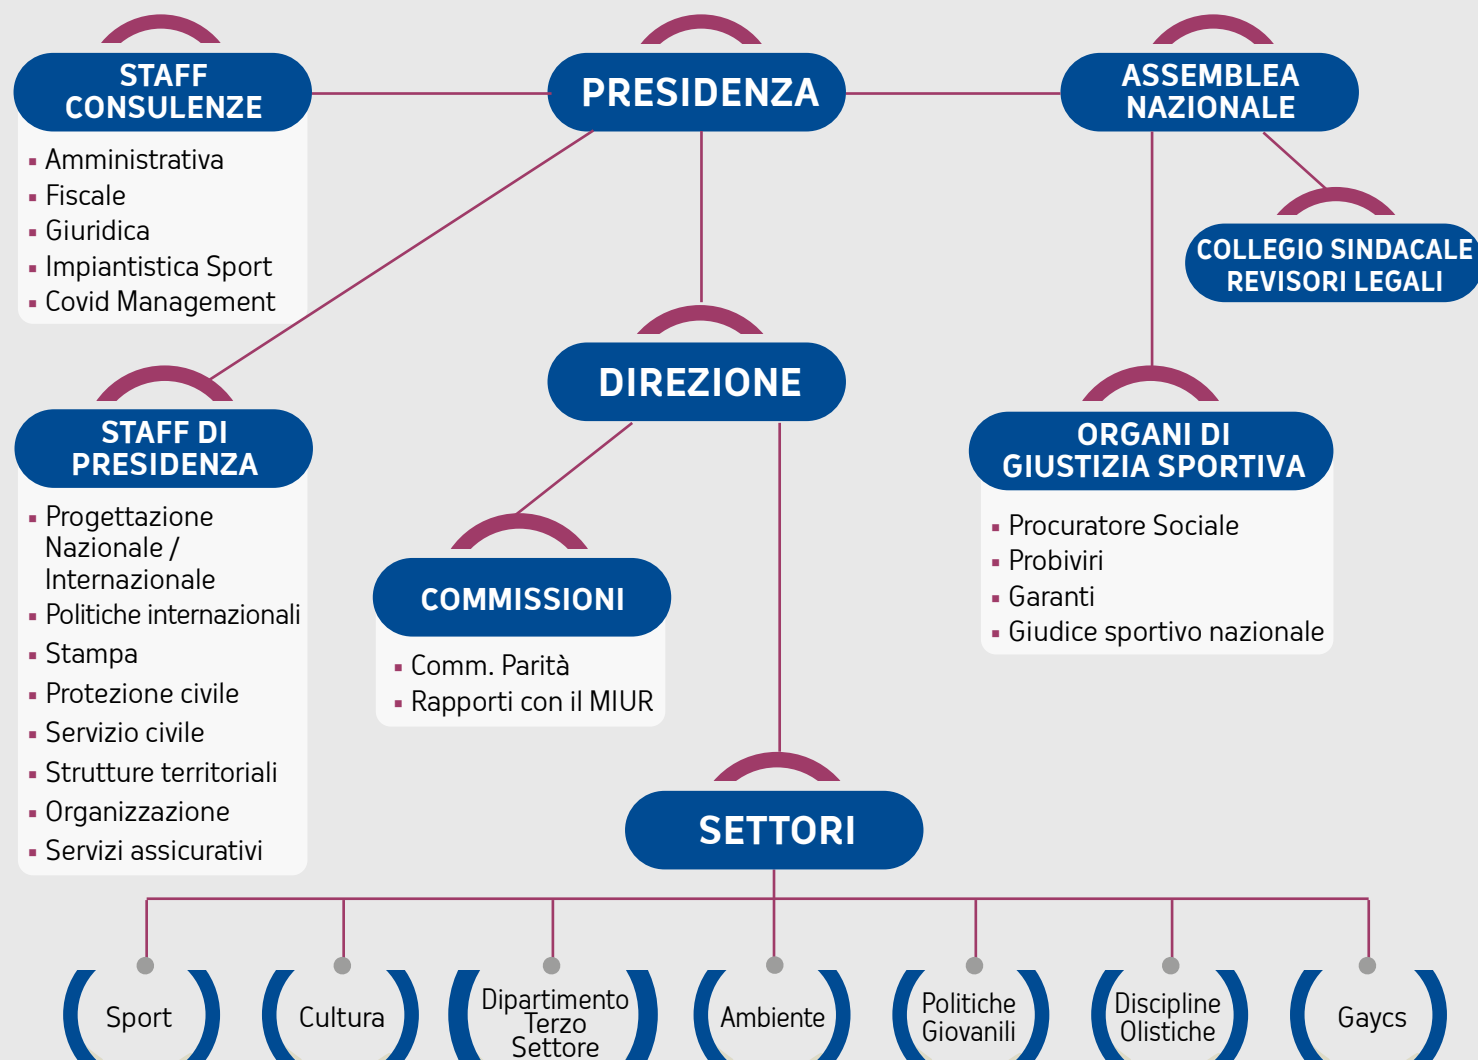 STAFF
CONSULENZE
▪ Amministrativa
▪ Fiscale
▪ Giuridica
▪ Impiantistica Sport
▪ Covid Management
PRESIDENZA
ASSEMBLEA
NAZIONALE
COLLEGIO SINDACALE
REVISORI LEGALI
STAFF DI
PRESIDENZA
▪ Progettazione
Nazionale /
Internazionale
▪ Politiche internazionali
▪ Stampa
▪ Protezione civile
▪ Servizio civile
▪ Strutture territoriali
▪ Organizzazione
▪ Servizi assicurativi
DIREZIONE
COMMISSIONI
▪ Comm. Parità
▪ Rapporti con il MIUR
ORGANI DI
GIUSTIZIA SPORTIVA
▪ Procuratore Sociale
▪ Probiviri
▪ Garanti
▪ Giudice sportivo nazionale
SETTORI
Sport
Cultura
Dipartimento
Terzo
Settore
Ambiente
Politiche
Giovanili
Discipline
Olistiche
Gaycs